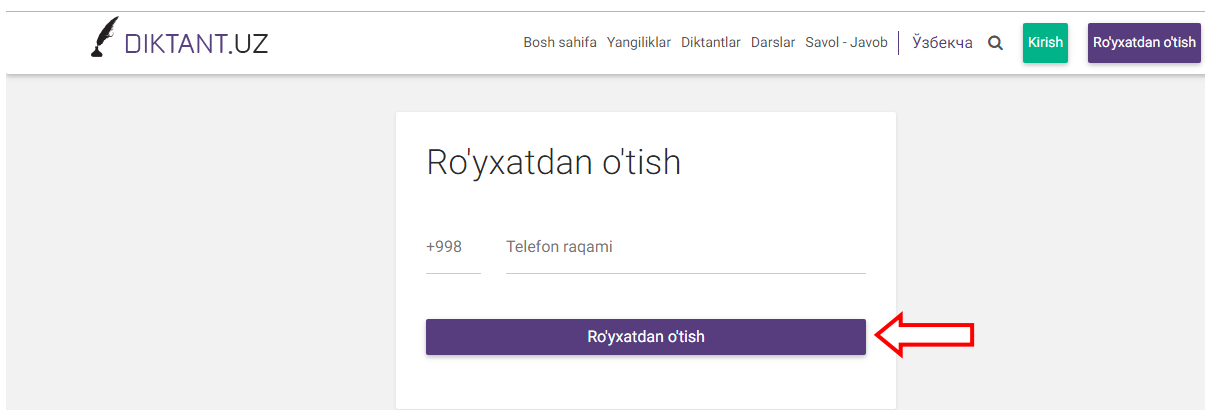 DIKTANT.UZ
Bosh sahifa Yangiliklar Diktantlar Darslar Savol - Javob Ўзбекча Kirish Ro'yxatdan o'tish
Ro'yxatdan o'tish
+998 Telefon raqami
Ro'yxatdan o'tish